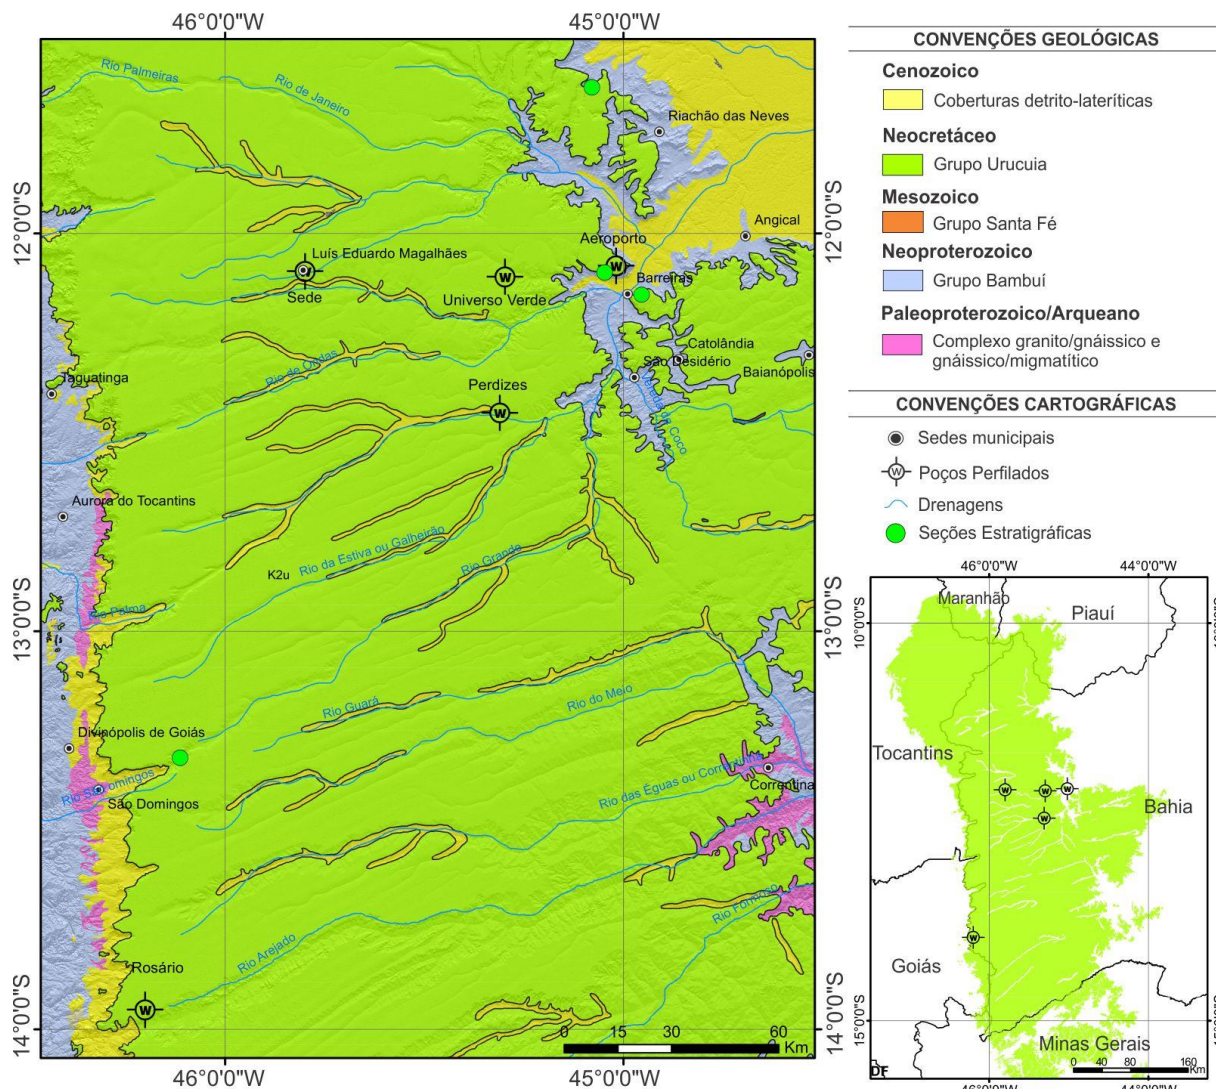 46°0'0"W
45°0'0"W
Rio Palmeiras
Rio de Janeiro
Riachão das Neves
12°0'0"S
12°0'0"S
Angical
Aeroporto
Luís Eduardo Magalhães
W
W
W
Sede
Universo Verde
Barreiras
Catolândia
São Desidério
Baianópolis
Rio de Ondas
Taguatinga
Perdizes
W
Aurora do Tocantins
K2u
Rio da Estiva ou Galheirão
Rio Grande
Rio Palma
13°0'0"S
13°0'0"S
Rio Guará
Rio do Meio
Divinópolis de Goiás
Rio São Domingos
São Domingos
Rio das Éguas ou Correntina
Correntina
Rio Formoso
Rio Arejado
Rosário
W
14°0'0"S
14°0'0"S
0 15 30 60
Km
46°0'0"W
45°0'0"W
CONVENÇÕES GEOLÓGICAS
Cenozoico
Coberturas detrito-lateríticas
Neocretáceo
Grupo Urucuia
Mesozoico
Grupo Santa Fé
Neoproterozoico
Grupo Bambuí
Paleoproterozoico/Arqueano
Complexo granito/gnáissico e
gnáissico/migmatítico
CONVENÇÕES CARTOGRÁFICAS
Sedes municipais
W
Poços Perfilados
Drenagens
Seções Estratigráficas
46°0'0"W
44°0'0"W
Maranhão
Piauí
10°0'0"S
Tocantins
W
W
W
W
Bahia
W
Goiás
15°0'0"S
Minas Gerais
DF
0 40 80 160
Km